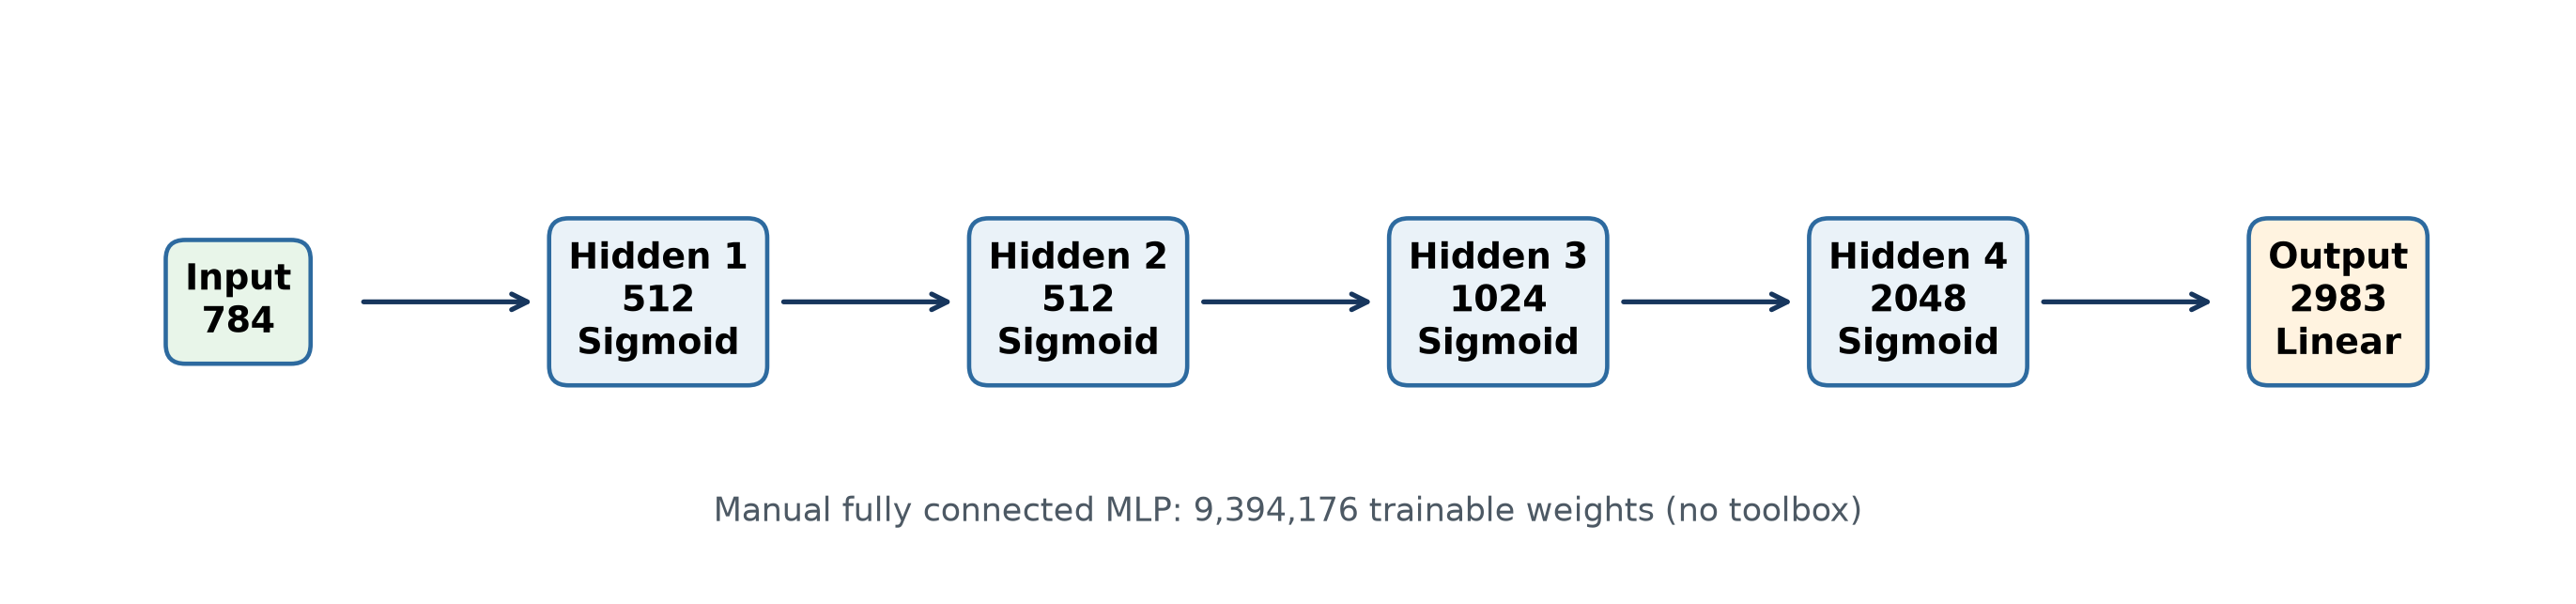 Input
784
Hidden 1
512
Sigmoid
Hidden 2
512
Sigmoid
Hidden 3
1024
Sigmoid
Hidden 4
2048
Sigmoid
Output
2983
Linear
Manual fully connected MLP: 9,394,176 trainable weights (no toolbox)